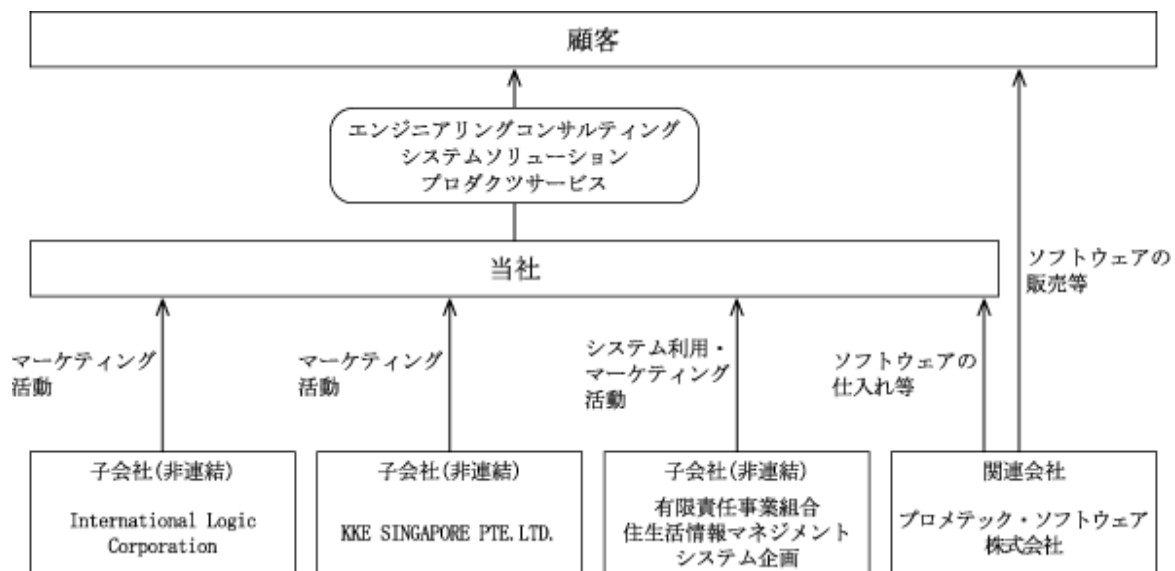 顧客
エンジニアリングコンサルティング
システムソリューション
プロダクツサービス
当社
ソフトウェアの
販売等
マーケティング
活動
マーケティング
活動
システム利用・
マーケティング
活動
ソフトウェアの
仕入れ等
子会社(非連結)
International Logic
Corporation
子会社(非連結)
KKE SINGAPORE PTE.LTD.
子会社(非連結)
有限責任事業組合
住生活情報マネジメント
システム企画
関連会社
プロメテック・ソフトウェア
株式会社